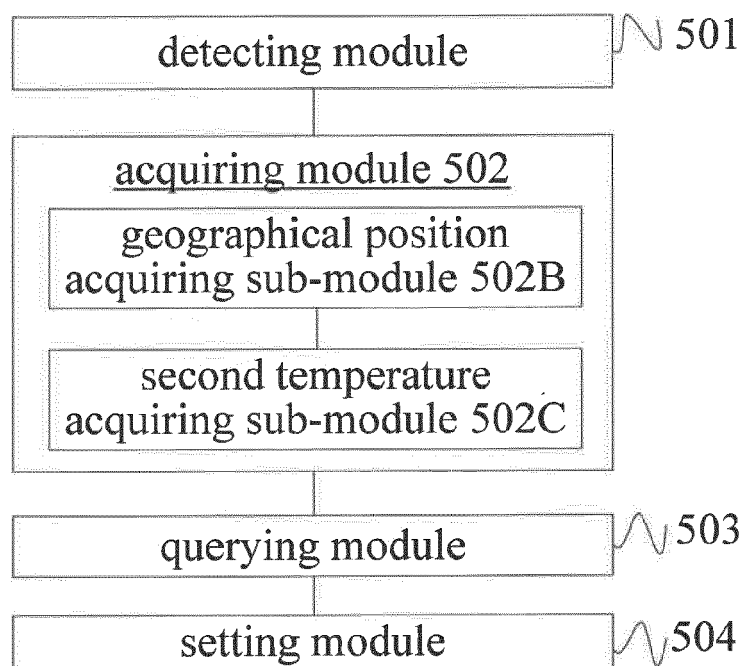 detecting module 501
acquiring module 502
geographical position
acquiring sub-module 502B
second temperature
acquiring sub-module 502C
querying module 503
setting module 504